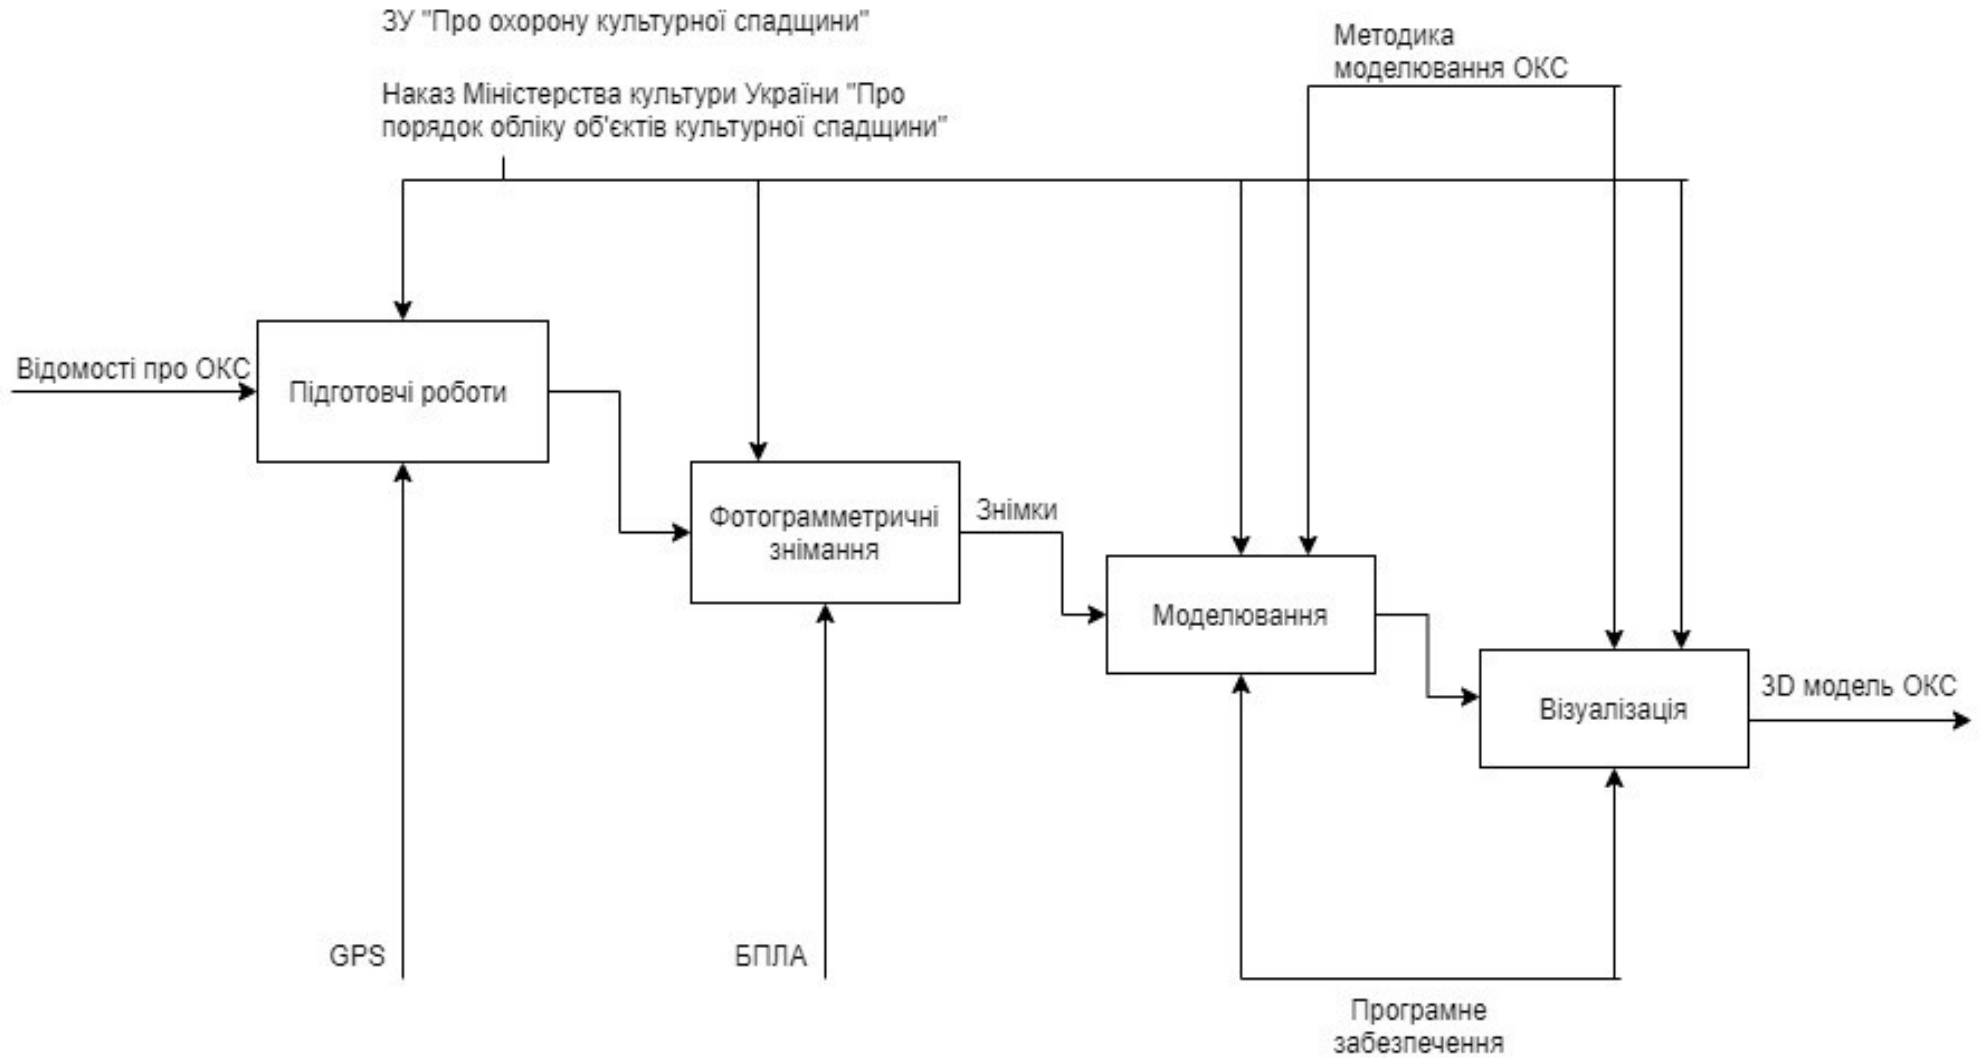 ЗУ "Про охорону культурної спадщини"
Наказ Міністерства культури України "Про
порядок обліку об'єктів культурної спадщини"
Методика
моделювання ОКС
Відомості про ОКС
Підготовчі роботи
Фотограмметричні
знімання
Знімки
Моделювання
Візуалізація
3D модель ОКС
GPS
БПЛА
Програмне
забезпечення